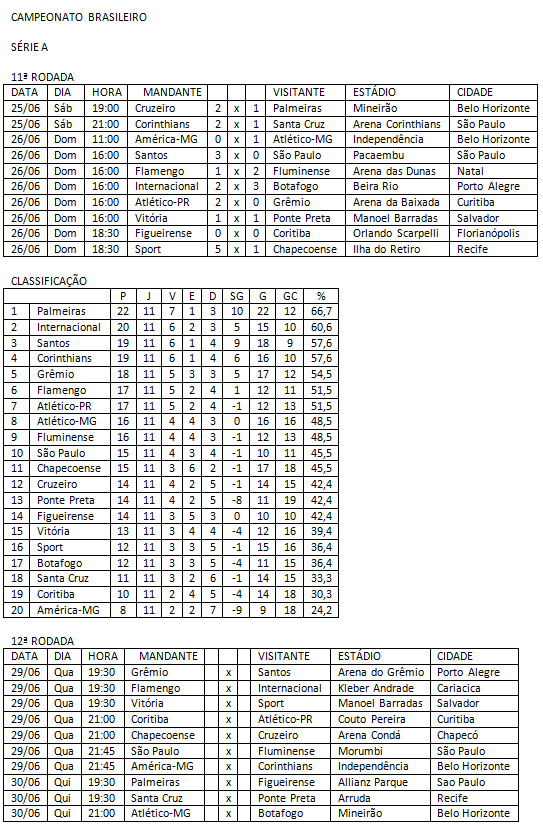 CAMPEONATO BRASILEIRO
SÉRIE A
11ª RODADA
DATA DIA HORA MANDANTE VISITANTE ESTÁDIO CIDADE
25/06 Sáb 19:00 Cruzeiro 2 x 1 Palmeiras Mineirão Belo Horizonte
25/06 Sáb 21:00 Corinthians 2 x 1 Santa Cruz Arena Corinthians São Paulo
26/06 Dom 11:00 América-MG 0 x 1 Atlético-MG Independência Belo Horizonte
26/06 Dom 16:00 Santos 3 x 0 São Paulo Pacaembu São Paulo
26/06 Dom 16:00 Flamengo 1 x 2 Fluminense Arena das Dunas Natal
26/06 Dom 16:00 Internacional 2 x 3 Botafogo Beira Rio Porto Alegre
26/06 Dom 16:00 Atlético-PR 2 x 0 Grêmio Arena da Baixada Curitiba
26/06 Dom 16:00 Vitória 1 x 1 Ponte Preta Manoel Barradas Salvador
26/06 Dom 18:30 Figueirense 0 x 0 Coritiba Orlando Scarpelli Florianópolis
26/06 Dom 18:30 Sport 5 x 1 Chapecoense Ilha do Retiro Recife
CLASSIFICAÇÃO
P J V E D SG G GC %
1 Palmeiras 22 11 7 1 3 10 22 12 66,7
2 Internacional 20 11 6 2 3 5 15 10 60,6
3 Santos 19 11 6 1 4 9 18 9 57,6
4 Corinthians 19 11 6 1 4 6 16 10 57,6
5 Grêmio 18 11 5 3 3 5 17 12 54,5
6 Flamengo 17 11 5 2 4 1 12 11 51,5
7 Atlético-PR 17 11 5 2 4 -1 12 13 51,5
8 Atlético-MG 16 11 4 4 3 0 16 16 48,5
9 Fluminense 16 11 4 4 3 -1 12 13 48,5
10 São Paulo 15 11 4 3 4 -1 10 11 45,5
11 Chapecoense 15 11 3 6 2 -1 17 18 45,5
12 Cruzeiro 14 11 4 2 5 -1 14 15 42,4
13 Ponte Preta 14 11 4 2 5 -8 11 19 42,4
14 Figueirense 14 11 3 5 3 0 10 10 42,4
15 Vitória 13 11 3 4 4 -4 12 16 39,4
16 Sport 12 11 3 3 5 -1 15 16 36,4
17 Botafogo 12 11 3 3 5 -4 11 15 36,4
18 Santa Cruz 11 11 3 2 6 -1 14 15 33,3
19 Coritiba 10 11 2 4 5 -4 14 18 30,3
20 América-MG 8 11 2 2 7 -9 9 18 24,2
12ª RODADA
DATA DIA HORA MANDANTE VISITANTE ESTÁDIO CIDADE
29/06 Qua 19:30 Grêmio x Santos Arena do Grêmio Porto Alegre
29/06 Qua 19:30 Flamengo x Internacional Kleber Andrade Cariacica
29/06 Qua 19:30 Vitória x Sport Manoel Barradas Salvador
29/06 Qua 21:00 Coritiba x Atlético-PR Couto Pereira Curitiba
29/06 Qua 21:00 Chapecoense x Cruzeiro Arena Condá Chapecó
29/06 Qua 21:45 São Paulo x Fluminense Morumbi São Paulo
29/06 Qua 21:45 América-MG x Corinthians Independência Belo Horizonte
30/06 Qui 19:30 Palmeiras x Figueirense Allianz Parque Sao Paulo
30/06 Qui 19:30 Santa Cruz x Ponte Preta Arruda Recife
30/06 Qui 21:00 Atlético-MG x Botafogo Mineirão Belo Horizonte